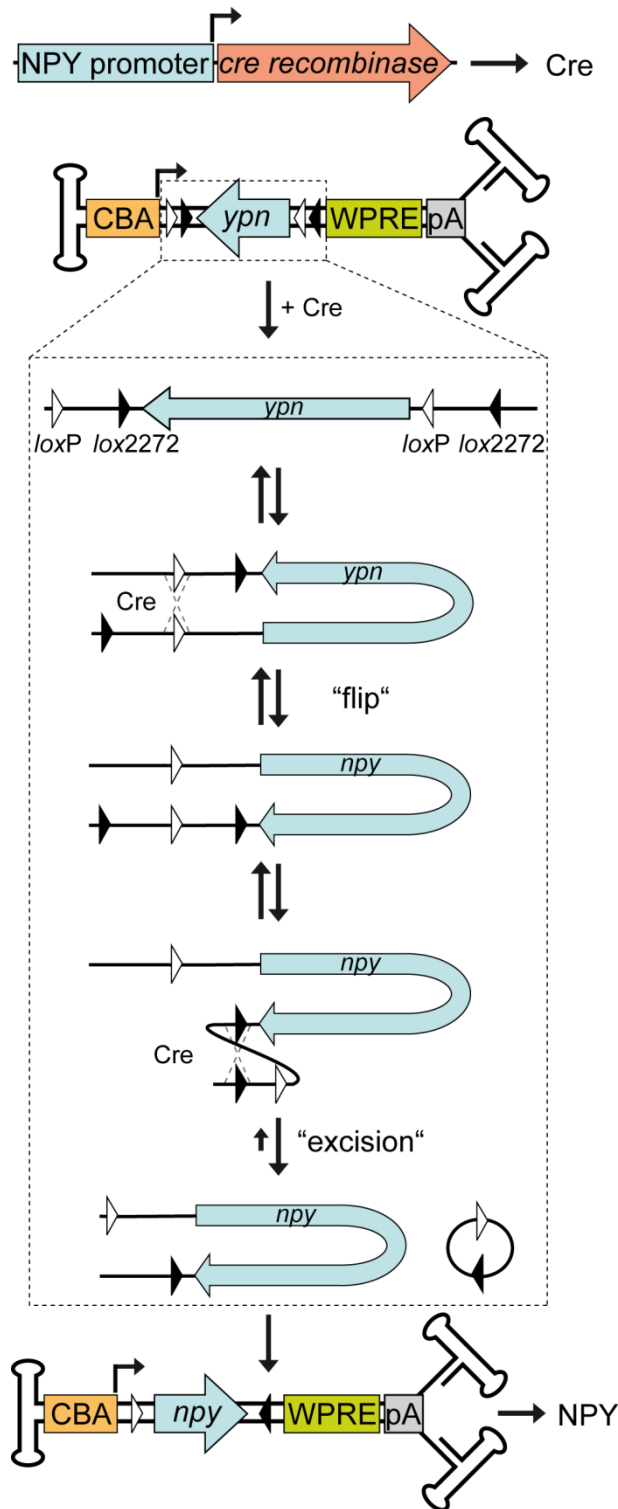 NPY promoter cre recombinase Cre
CBA ypn WPRE pA
+ Cre
ypn
loxP lox2272 loxP lox2272
ypn
Cre
“flip“
npy
npy
Cre
“excision“
npy
CBA npy WPRE pA NPY